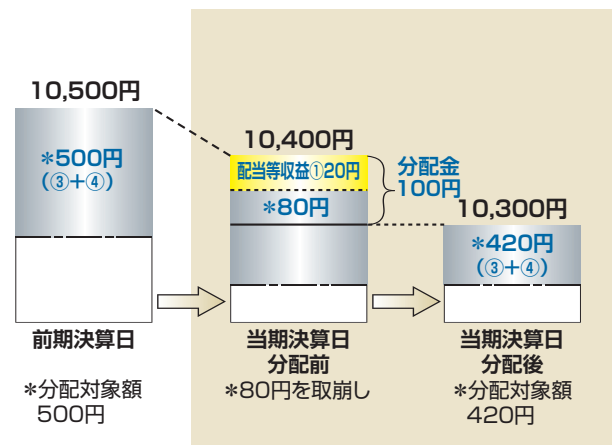 10,500円
*500円
(③+④)
前期決算日
*分配対象額
500円
10,400円
配当等収益①20円
*80円
分配金
100円
当期決算日
分配前
*80円を取崩し
10,300円
*420円
(③+④)
当期決算日
分配後
*分配対象額
420円